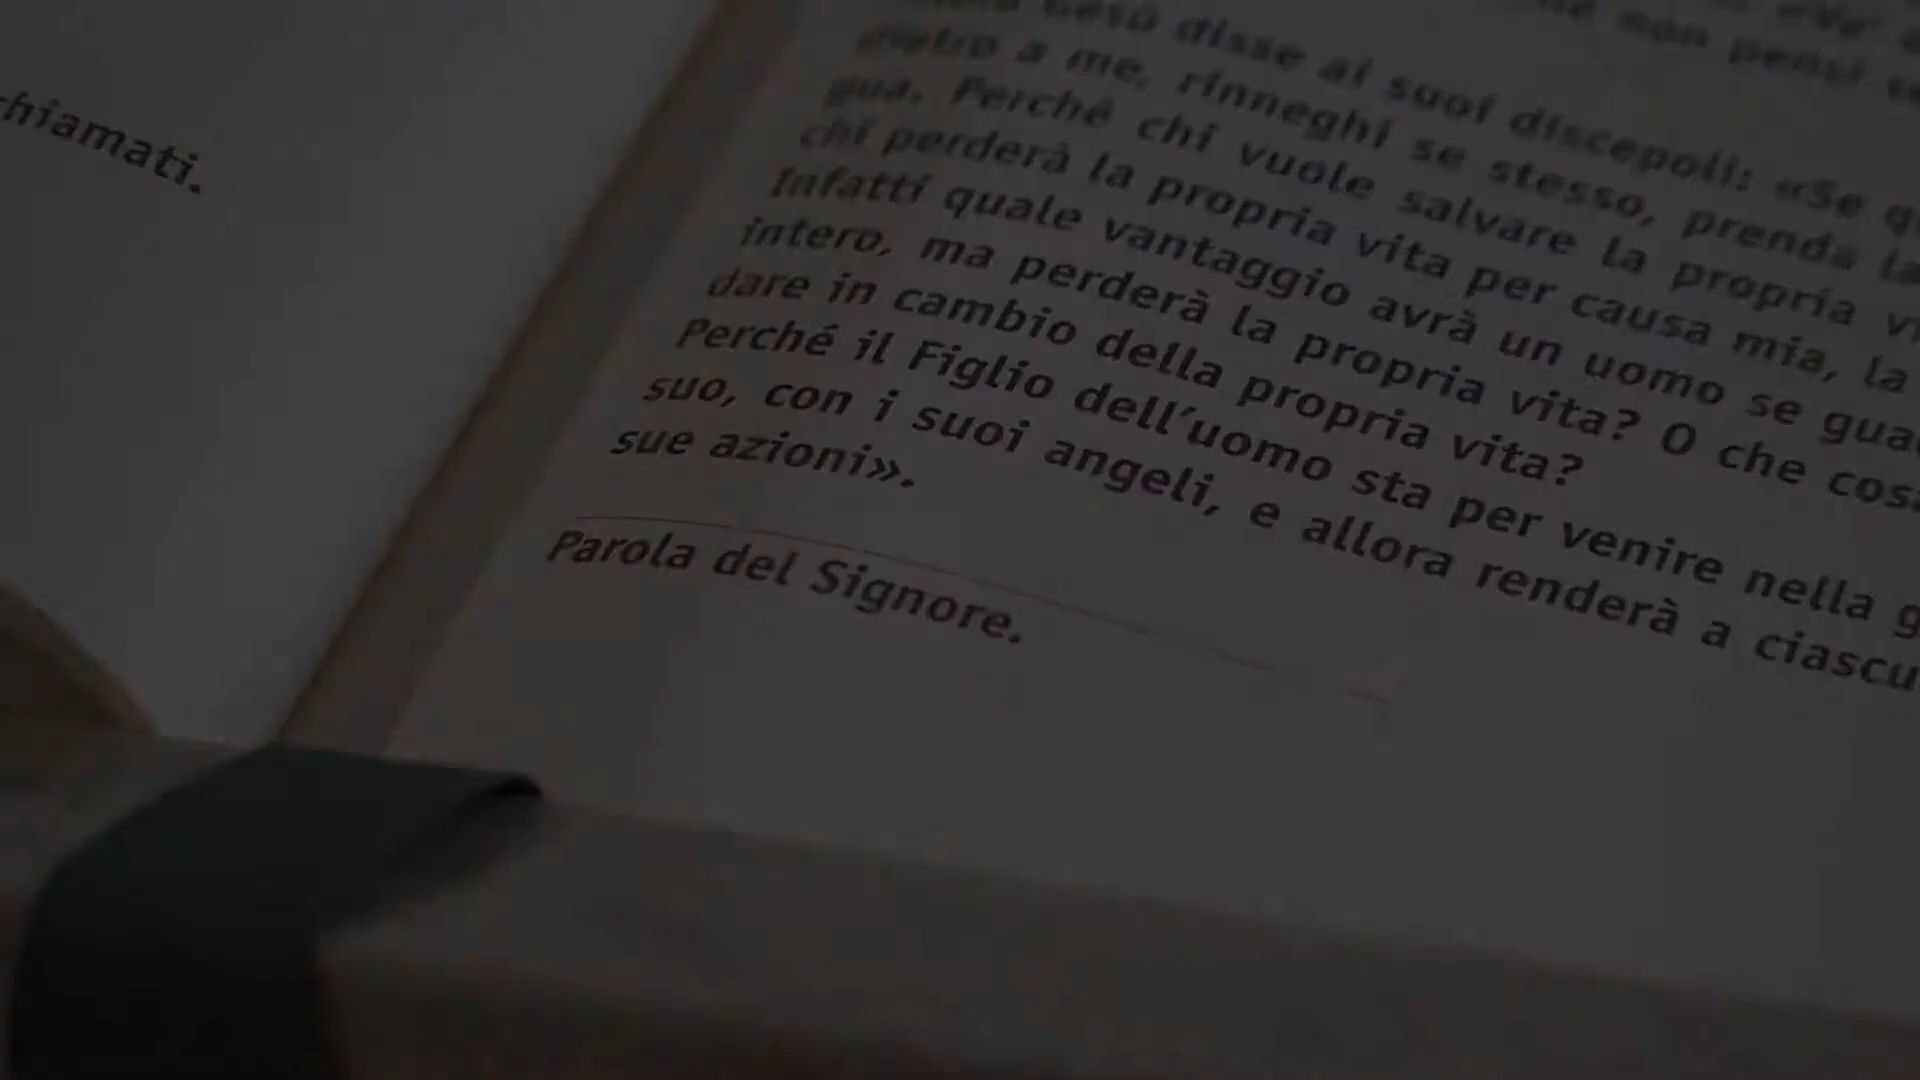 chiamati.
non pensi
Gesù disse ai suoi discepoli: «Se
dietro a me, rinneghi se stesso, prenda la
gua. Perché chi vuole salvare la propria
chi perderà la propria vita per causa mia, la
Infatti quale vantaggio avrà un uomo se
intero, ma perderà la propria vita? O che
dare in cambio della propria vita?
Perché il Figlio dell'uomo sta per venire nella
suo, con i suoi angeli, e allora renderà a
sue azioni».
Parola del Signore.